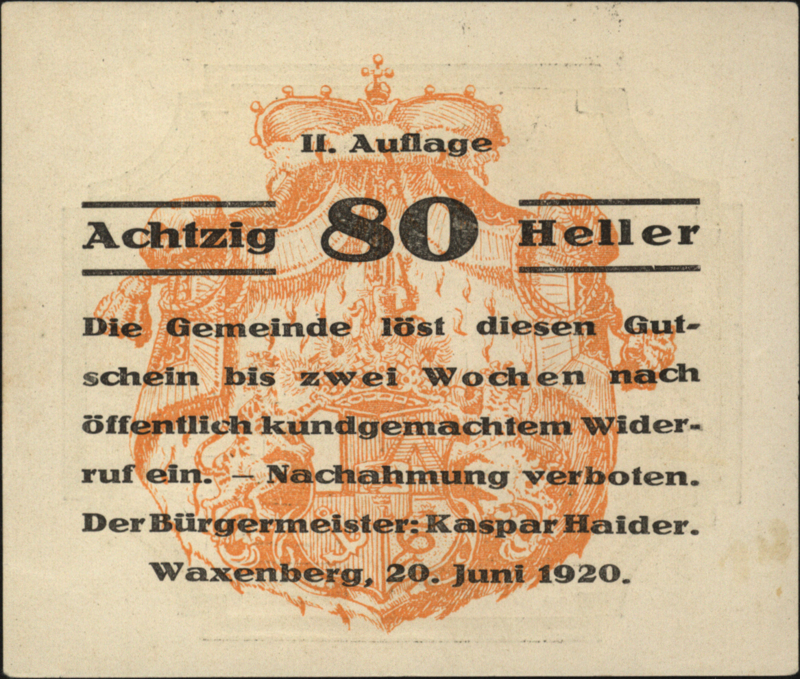 II. Auflage
Achtzig 80 Heller
Die Gemeinde löst diesen Gut-
schein bis zwei Wochen nach
öffentlich kundgemachtem Wider-
ruf ein. — Nachahmung verboten.
Der Bürgermeister: Kaspar Haider.
Waxenberg, 20. Juni 1920.